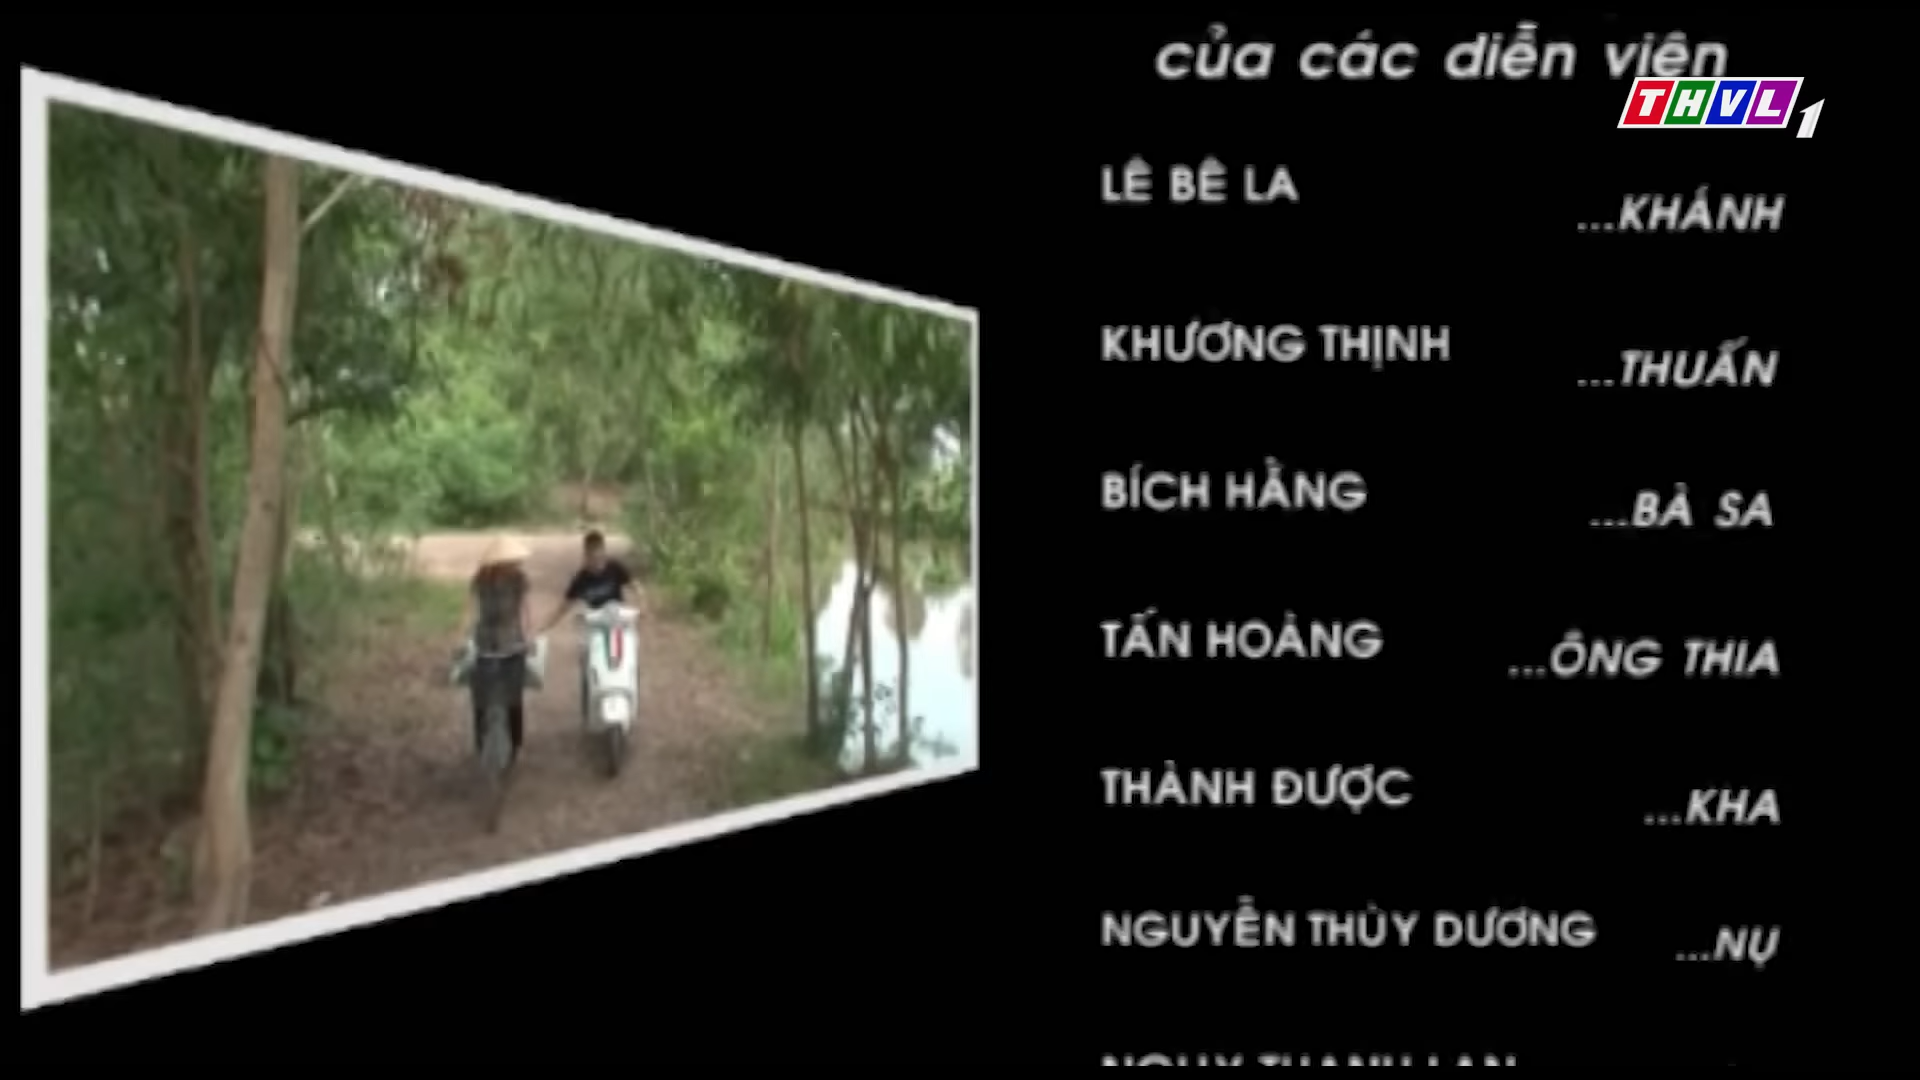 của các diễn viên
THVL1
LÊ BÊ LA ...KHÁNH
KHƯƠNG THỊNH ...THUẤN
BÍCH HẰNG ...BÀ SA
TẤN HOÀNG ...ÔNG THIA
THÀNH ĐƯỢC ...KHA
NGUYỄN THÙY DƯƠNG ...NỤ